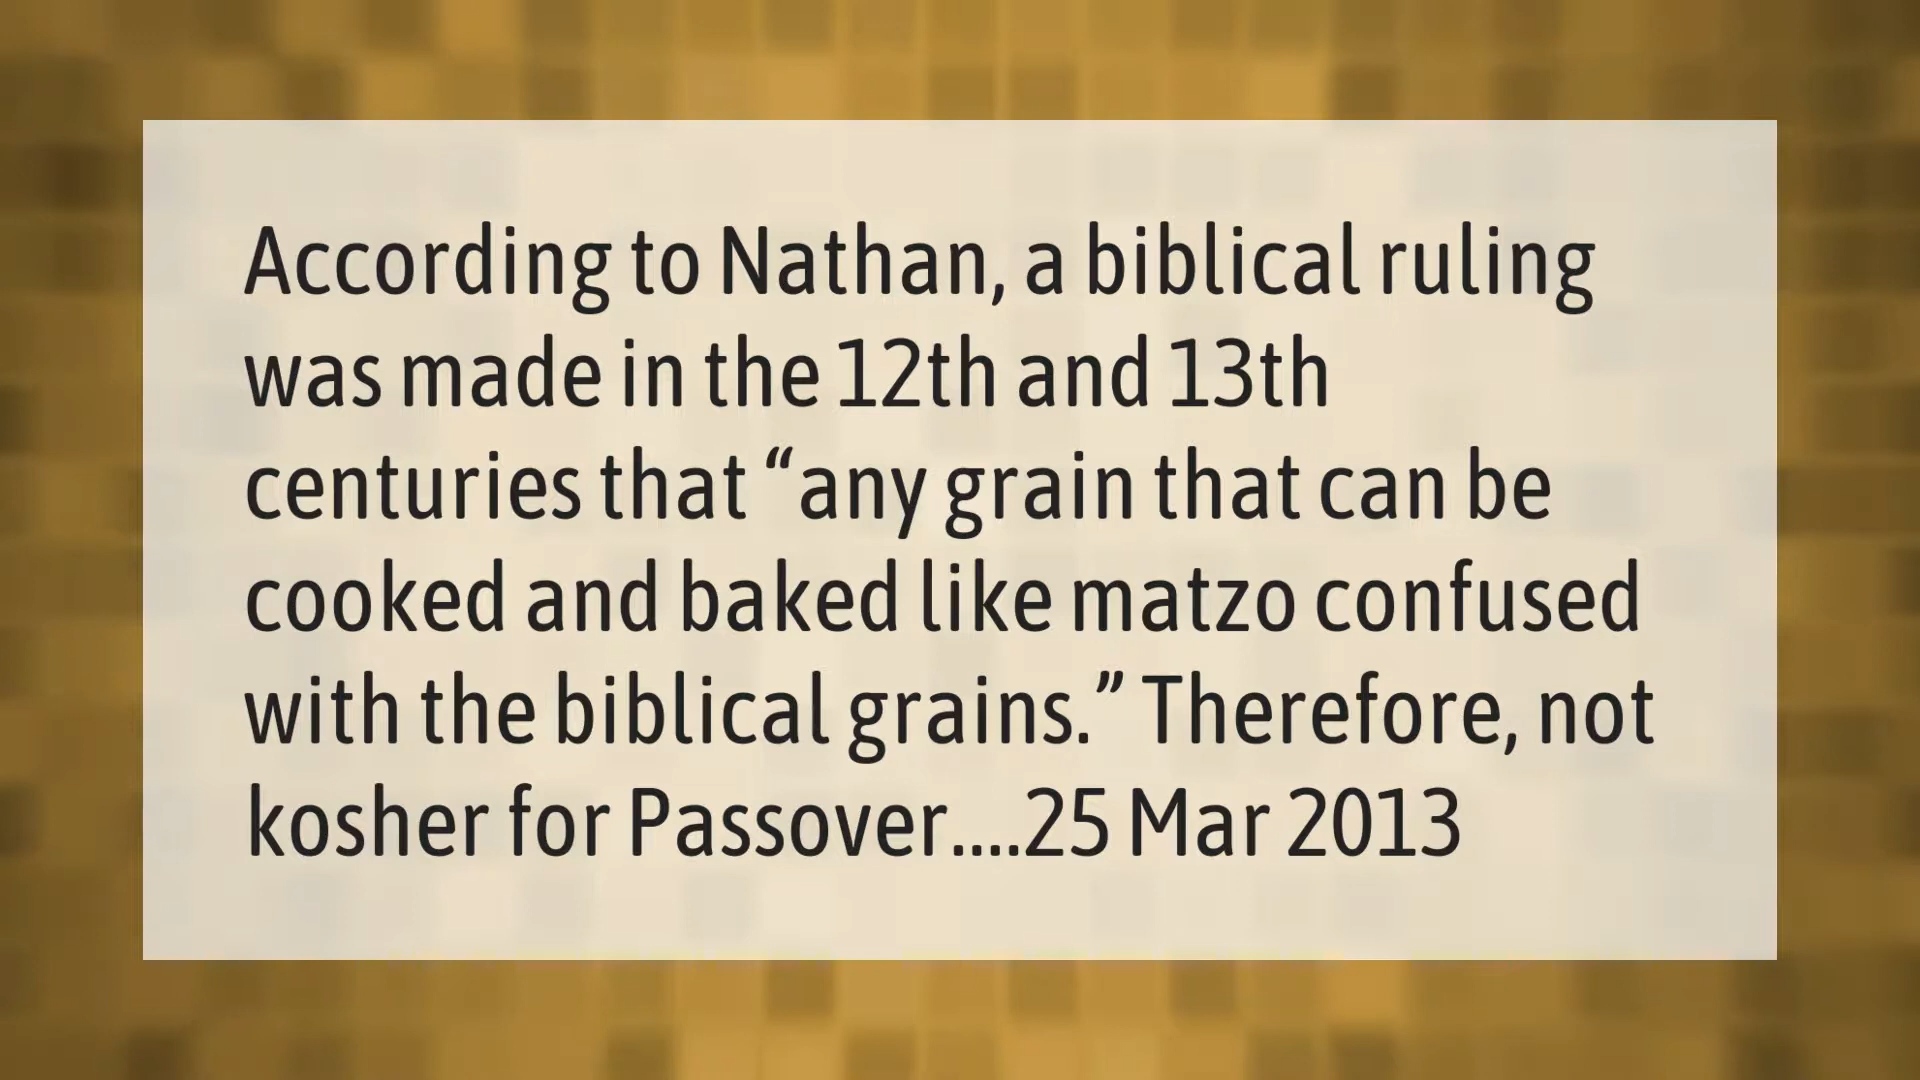 According to Nathan, a biblical ruling
was made in the 12th and 13th
centuries that “any grain that can be
cooked and baked like matzo confused
with the biblical grains.” Therefore, not
kosher for Passover....25 Mar 2013